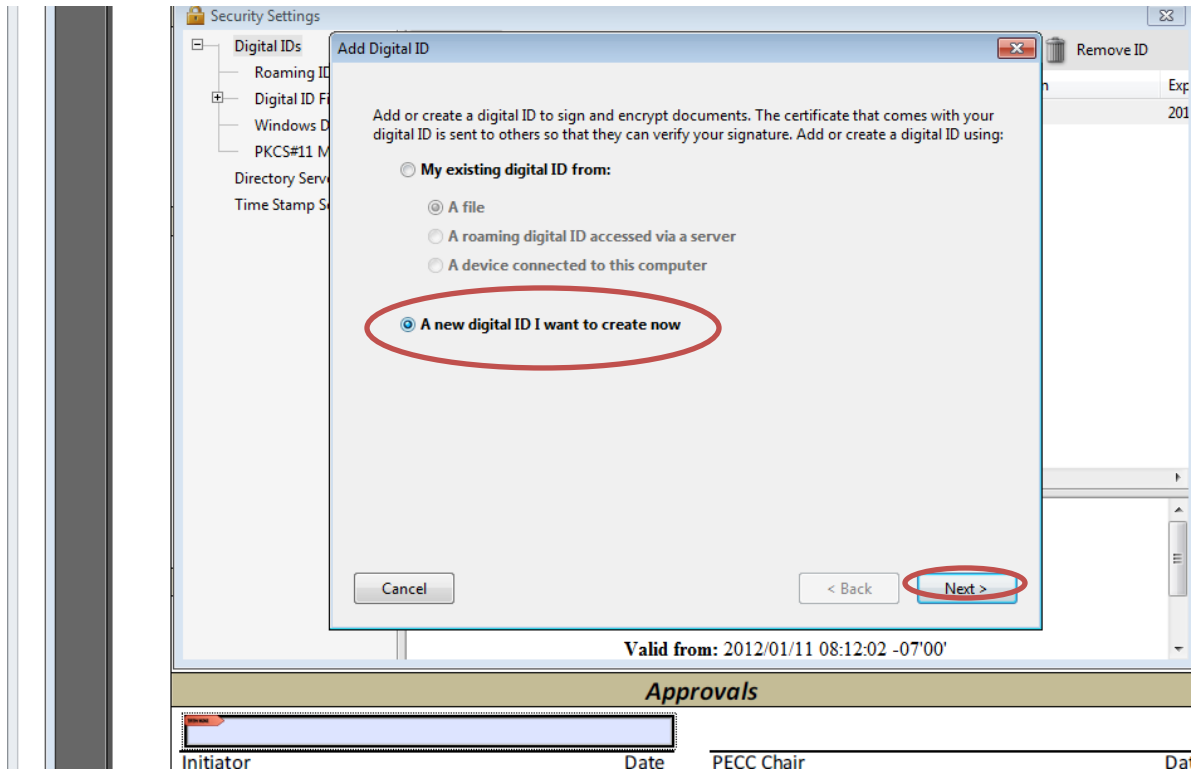 Security Settings
Digital IDs
Roaming ID
Digital ID Fi
Windows D
PKCS#11 M
Directory Serv
Time Stamp Se
Remove ID
n
Exp
201
Add Digital ID
Add or create a digital ID to sign and encrypt documents. The certificate that comes with your
digital ID is sent to others so that they can verify your signature. Add or create a digital ID using:
My existing digital ID from:
A file
A roaming digital ID accessed via a server
A device connected to this computer
A new digital ID I want to create now
Cancel
< Back
Next >
Valid from: 2012/01/11 08:12:02 -07'00'
Approvals
Initiator
Date
PECC Chair
Dat